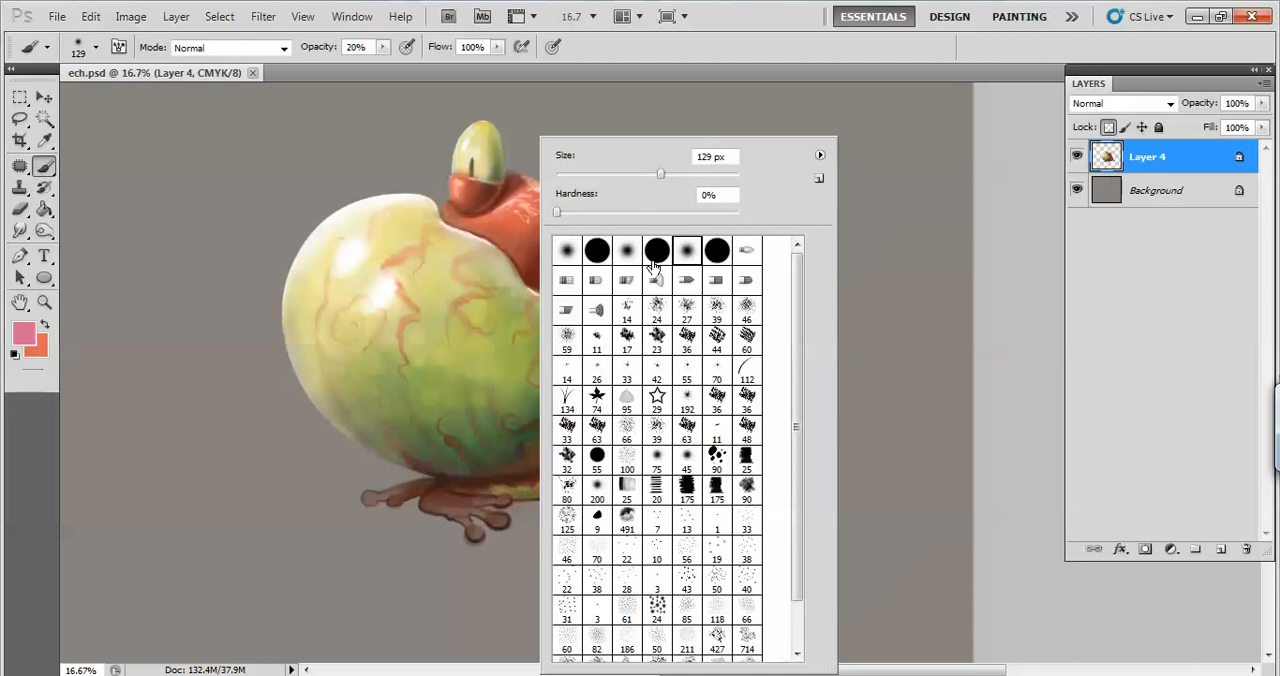 Ps File Edit Image Layer Select Filter View Window Help Br Mb 16.7 ESSENTIALS DESIGN PAINTING CS Live
129 Mode: Normal Opacity: 20% Flow: 100%
ech.psd @ 16.7% (Layer 4, CMYK/8)
LAYERS
Normal Opacity: 100%
Lock: Fill: 100%
Layer 4
Background
Size: 129 px
Hardness: 0%
14 24 27 39 46
59 11 17 23 36 44 60
14 26 33 42 55 70 112
134 74 95 29 192 36 36
33 63 66 39 63 11 48
32 55 100 75 45 90 25
80 200 25 20 175 175 90
125 9 491 7 13 1 33
46 70 22 10 56 19 38
22 38 28 3 43 50 40
31 3 61 24 85 118 66
60 82 186 50 211 427 714
16.67% Doc: 132.4M/37.9M